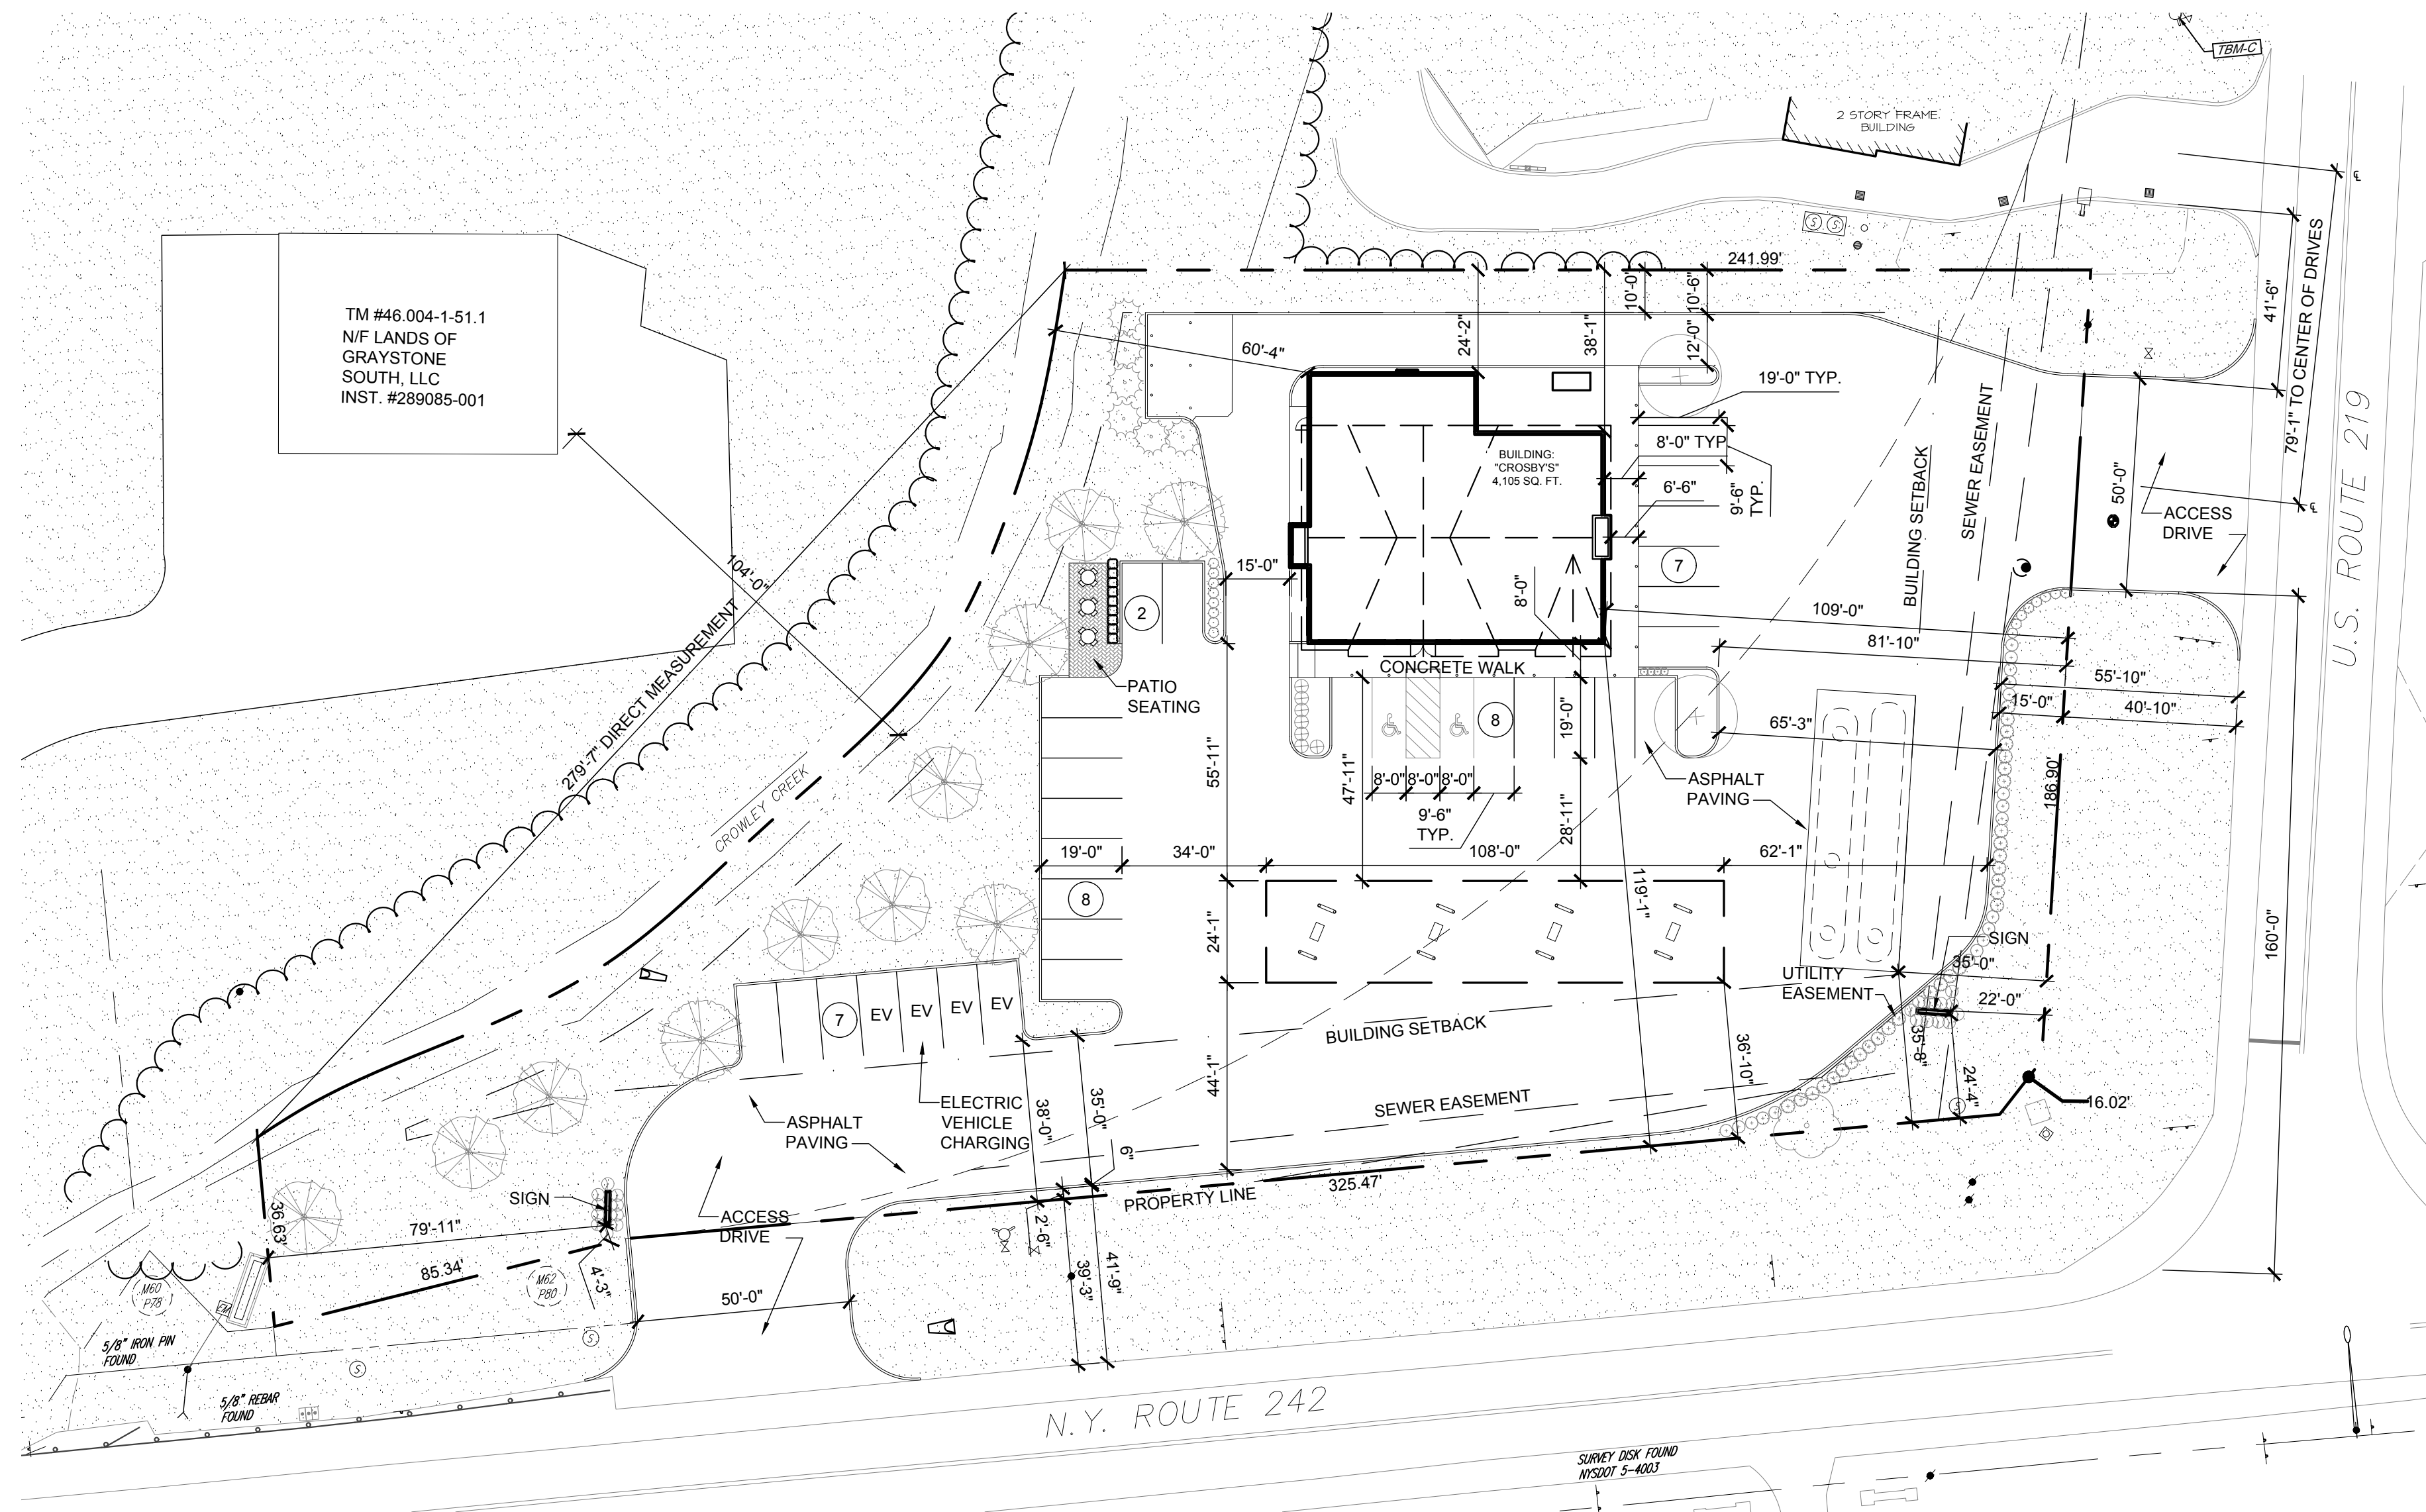 TBM-C
2 STORY FRAME
BUILDING
℄
241.99'
TM #46.004-1-51.1
N/F LANDS OF
GRAYSTONE
SOUTH, LLC
INST. #289085-001
60'-4"
24'-2"
38'-1"
10'-0"
10'-6"
12'-0"
41'-6"
79'-1" TO CENTER OF DRIVES
℄
U.S. ROUTE 219
19'-0" TYP.
8'-0" TYP
9'-6"
TYP.
6'-6"
BUILDING:
"CROSBY'S"
4,105 SQ. FT.
BUILDING SETBACK
SEWER EASEMENT
50'-0"
ACCESS
DRIVE
104'-0"
279'-7" DIRECT MEASUREMENT
15'-0"
8'-0"
7
2
109'-0"
81'-10"
55'-10"
15'-0"
40'-10"
CONCRETE WALK
PATIO
SEATING
8
19'-0"
65'-3"
ASPHALT
PAVING
186.90'
55'-11"
47'-11"
8'-0"
8'-0"
8'-0"
9'-6"
TYP.
28'-11"
CROWLEY CREEK
19'-0"
34'-0"
108'-0"
62'-1"
8
24'-1"
119'-1"
160'-0"
SIGN
35'-0"
UTILITY
EASEMENT
22'-0"
7
EV
EV
EV
EV
BUILDING SETBACK
35'-8"
36'-10"
24'-4"
S
16.02'
44'-1"
SEWER EASEMENT
ELECTRIC
VEHICLE
CHARGING
ASPHALT
PAVING
38'-0"
35'-0"
6"
PROPERTY LINE
325.47'
SIGN
ACCESS
DRIVE
36.63'
79'-11"
85.34'
4'-3"
2'-6"
39'-3"
41'-9"
50'-0"
M60
P78
M62
P80
EM
S
S
S
S
5/8" IRON PIN
FOUND
5/8" REBAR
FOUND
N.Y. ROUTE 242
SURVEY DISK FOUND
NYSDOT 5-4003